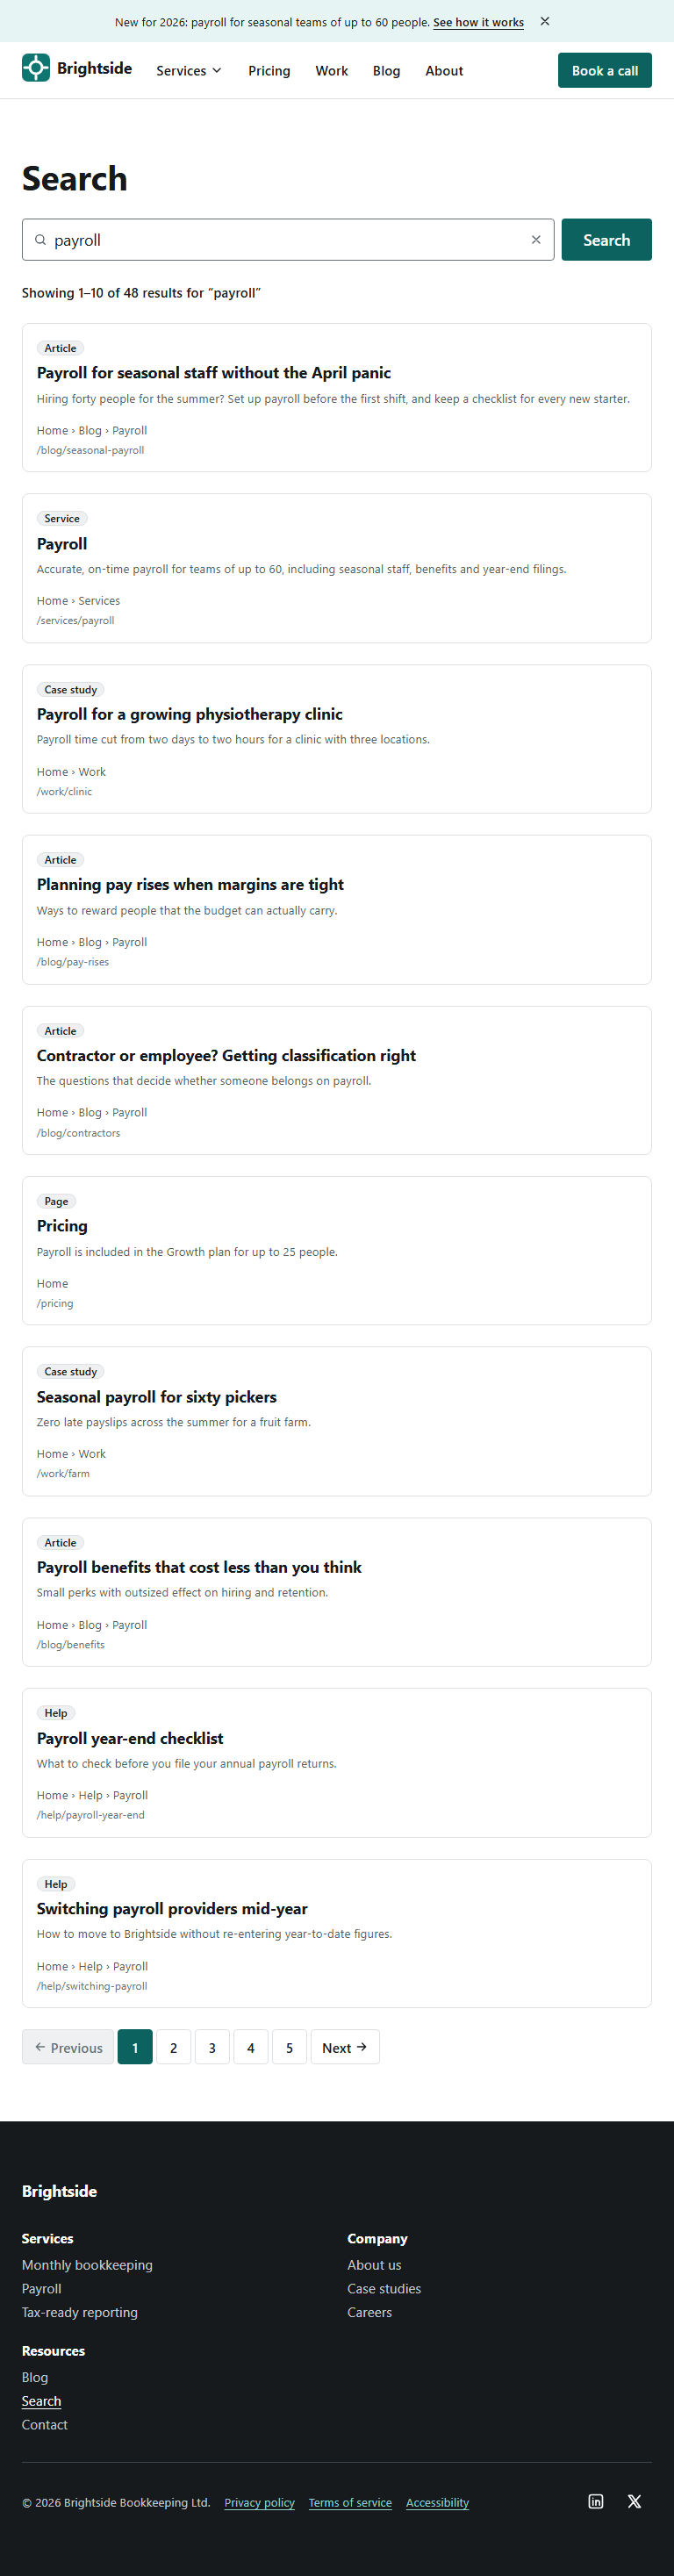 New for 2026: payroll for seasonal teams of up to 60 people. See how it works
Brightside
Services
Pricing
Work
Blog
About
Book a call
Search
payroll
Search
Showing 1–10 of 48 results for “payroll”
Article
Payroll for seasonal staff without the April panic
Hiring forty people for the summer? Set up payroll before the first shift, and keep a checklist for every new starter.
Home › Blog › Payroll
/blog/seasonal-payroll
Service
Payroll
Accurate, on-time payroll for teams of up to 60, including seasonal staff, benefits and year-end filings.
Home › Services
/services/payroll
Case study
Payroll for a growing physiotherapy clinic
Payroll time cut from two days to two hours for a clinic with three locations.
Home › Work
/work/clinic
Article
Planning pay rises when margins are tight
Ways to reward people that the budget can actually carry.
Home › Blog › Payroll
/blog/pay-rises
Article
Contractor or employee? Getting classification right
The questions that decide whether someone belongs on payroll.
Home › Blog › Payroll
/blog/contractors
Page
Pricing
Payroll is included in the Growth plan for up to 25 people.
Home
/pricing
Case study
Seasonal payroll for sixty pickers
Zero late payslips across the summer for a fruit farm.
Home › Work
/work/farm
Article
Payroll benefits that cost less than you think
Small perks with outsized effect on hiring and retention.
Home › Blog › Payroll
/blog/benefits
Help
Payroll year-end checklist
What to check before you file your annual payroll returns.
Home › Help › Payroll
/help/payroll-year-end
Help
Switching payroll providers mid-year
How to move to Brightside without re-entering year-to-date figures.
Home › Help › Payroll
/help/switching-payroll
← Previous 1 2 3 4 5 Next →
Brightside
Services
Monthly bookkeeping
Payroll
Tax-ready reporting
Company
About us
Case studies
Careers
Resources
Blog
Search
Contact
© 2026 Brightside Bookkeeping Ltd. Privacy policy Terms of service Accessibility